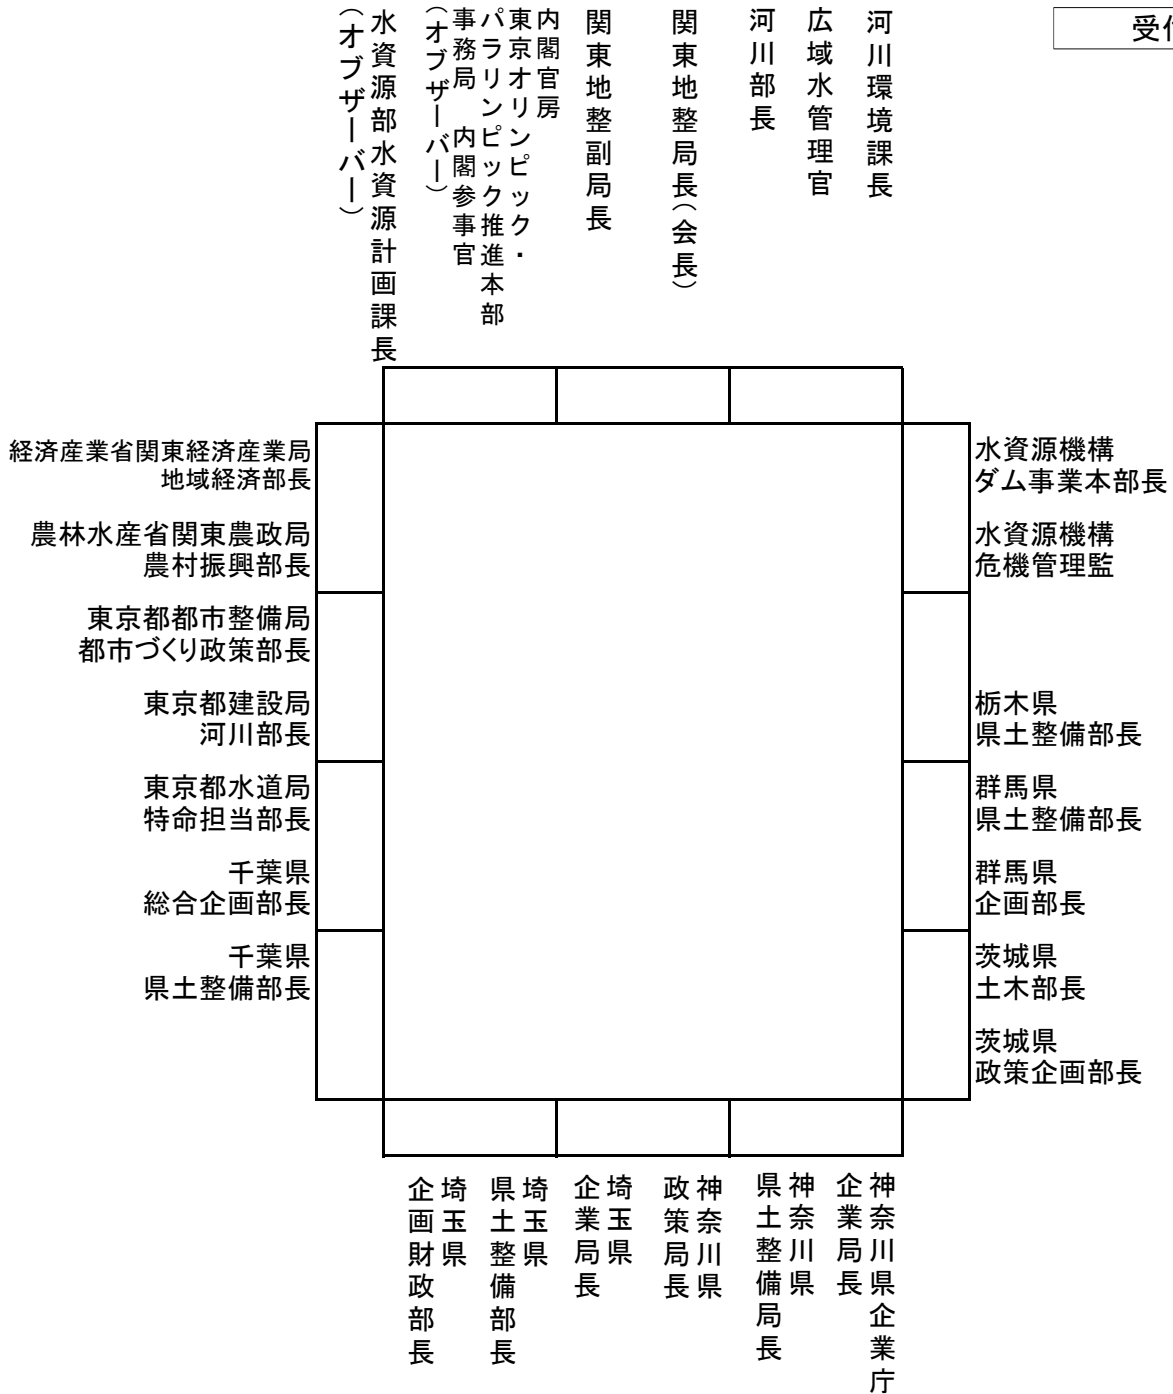 河川環境課長
広域水管理官
河川部長
関東地整局長(会長)
関東地整副局長
内閣官房
東京オリンピック・
パラリンピック推進本部
事務局 内閣参事官
(オブザーバー)
水資源部水資源計画課長
(オブザーバー)
経済産業省関東経済産業局
地域経済部長
農林水産省関東農政局
農村振興部長
東京都都市整備局
都市づくり政策部長
東京都建設局
河川部長
東京都水道局
特命担当部長
千葉県
総合企画部長
千葉県
県土整備部長
水資源機構
ダム事業本部長
水資源機構
危機管理監
栃木県
県土整備部長
群馬県
県土整備部長
群馬県
企画部長
茨城県
土木部長
茨城県
政策企画部長
神奈川県企業庁
企業局長
神奈川県
県土整備局長
神奈川県
政策局長
埼玉県
企業局長
埼玉県
県土整備部長
埼玉県
企画財政部長